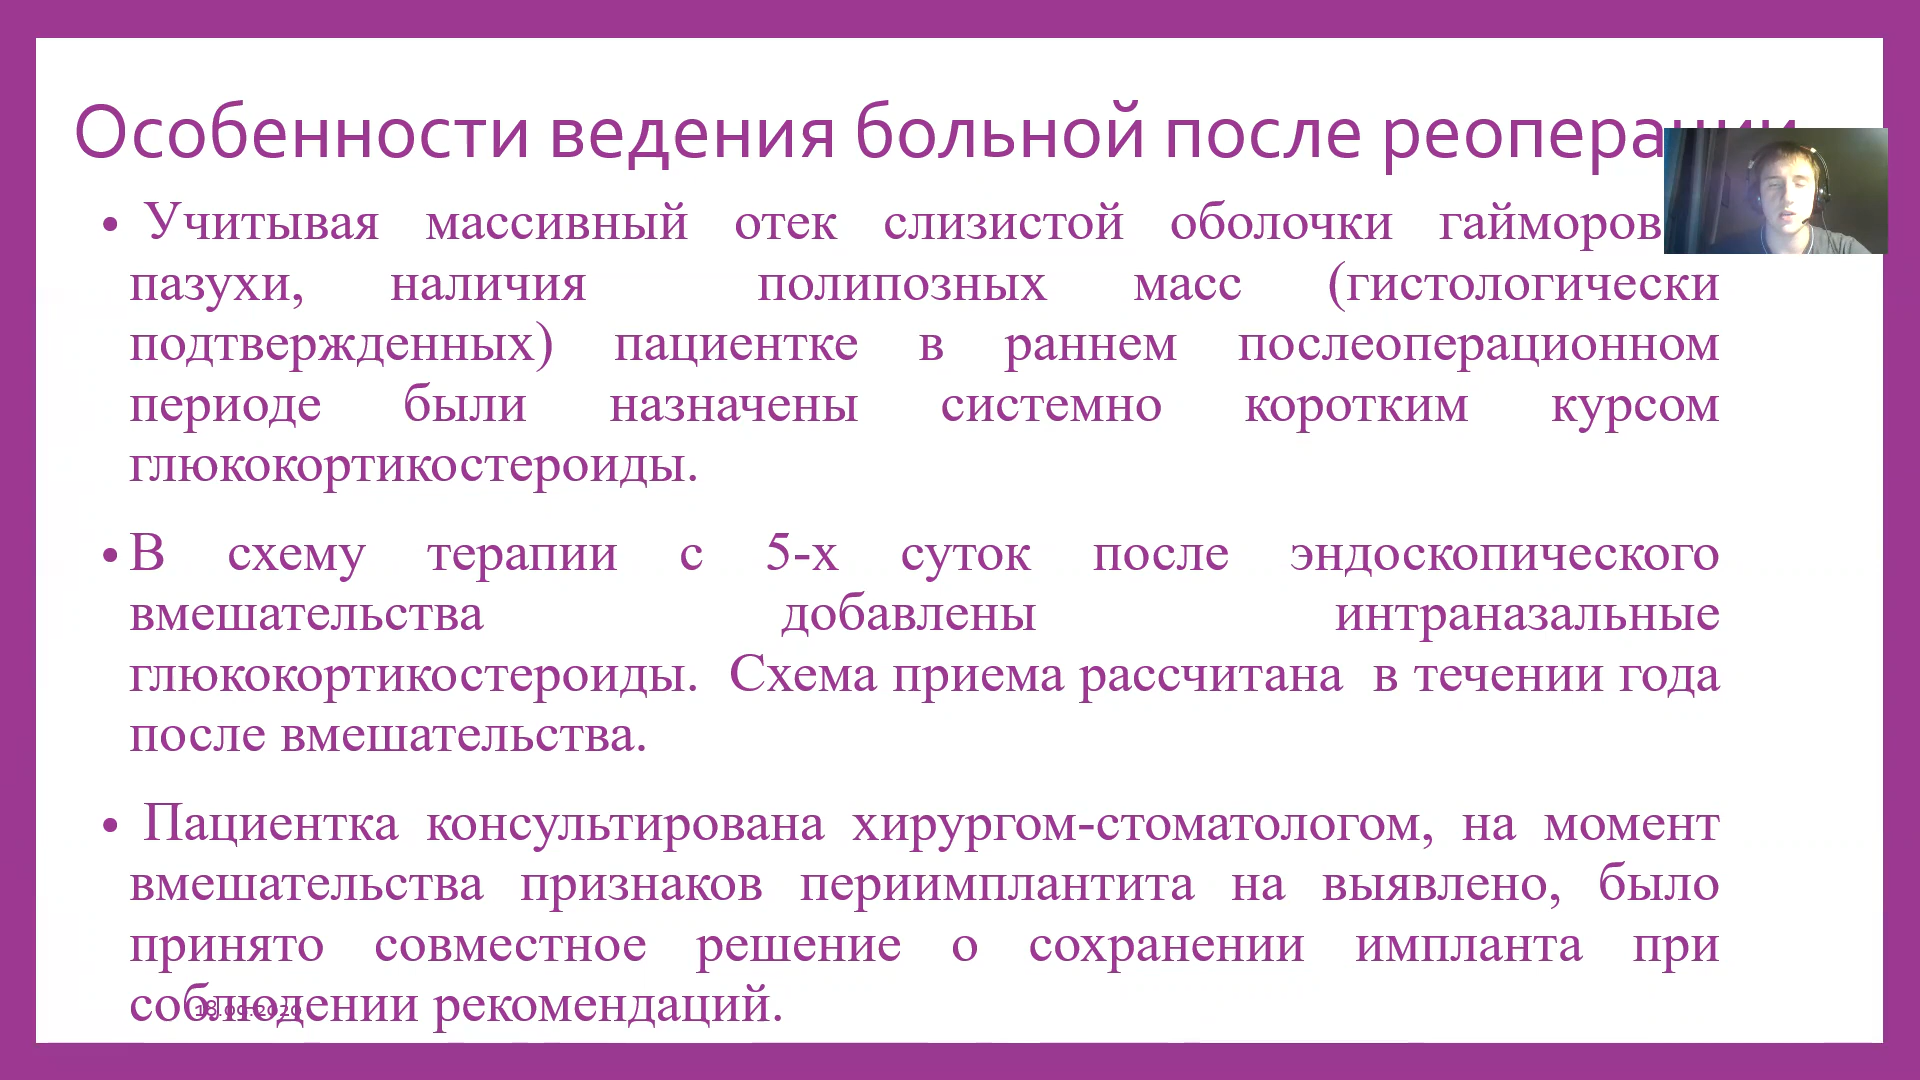 Особенности ведения больной после
• Учитывая массивный отек слизистой оболочки
пазухи, наличия полипозных масс (гистологически
подтвержденных) пациентке в раннем послеоперационном
периоде были назначены системно коротким курсом
глюкокортикостероиды.
• В схему терапии с 5-х суток после эндоскопического
вмешательства добавлены интраназальные
глюкокортикостероиды. Схема приема рассчитана в течении года
после вмешательства.
• Пациентка консультирована хирургом-стоматологом, на момент
вмешательства признаков периимплантита на выявлено, было
принято совместное решение о сохранении импланта при
соблюдении рекомендаций.
18.09.2020